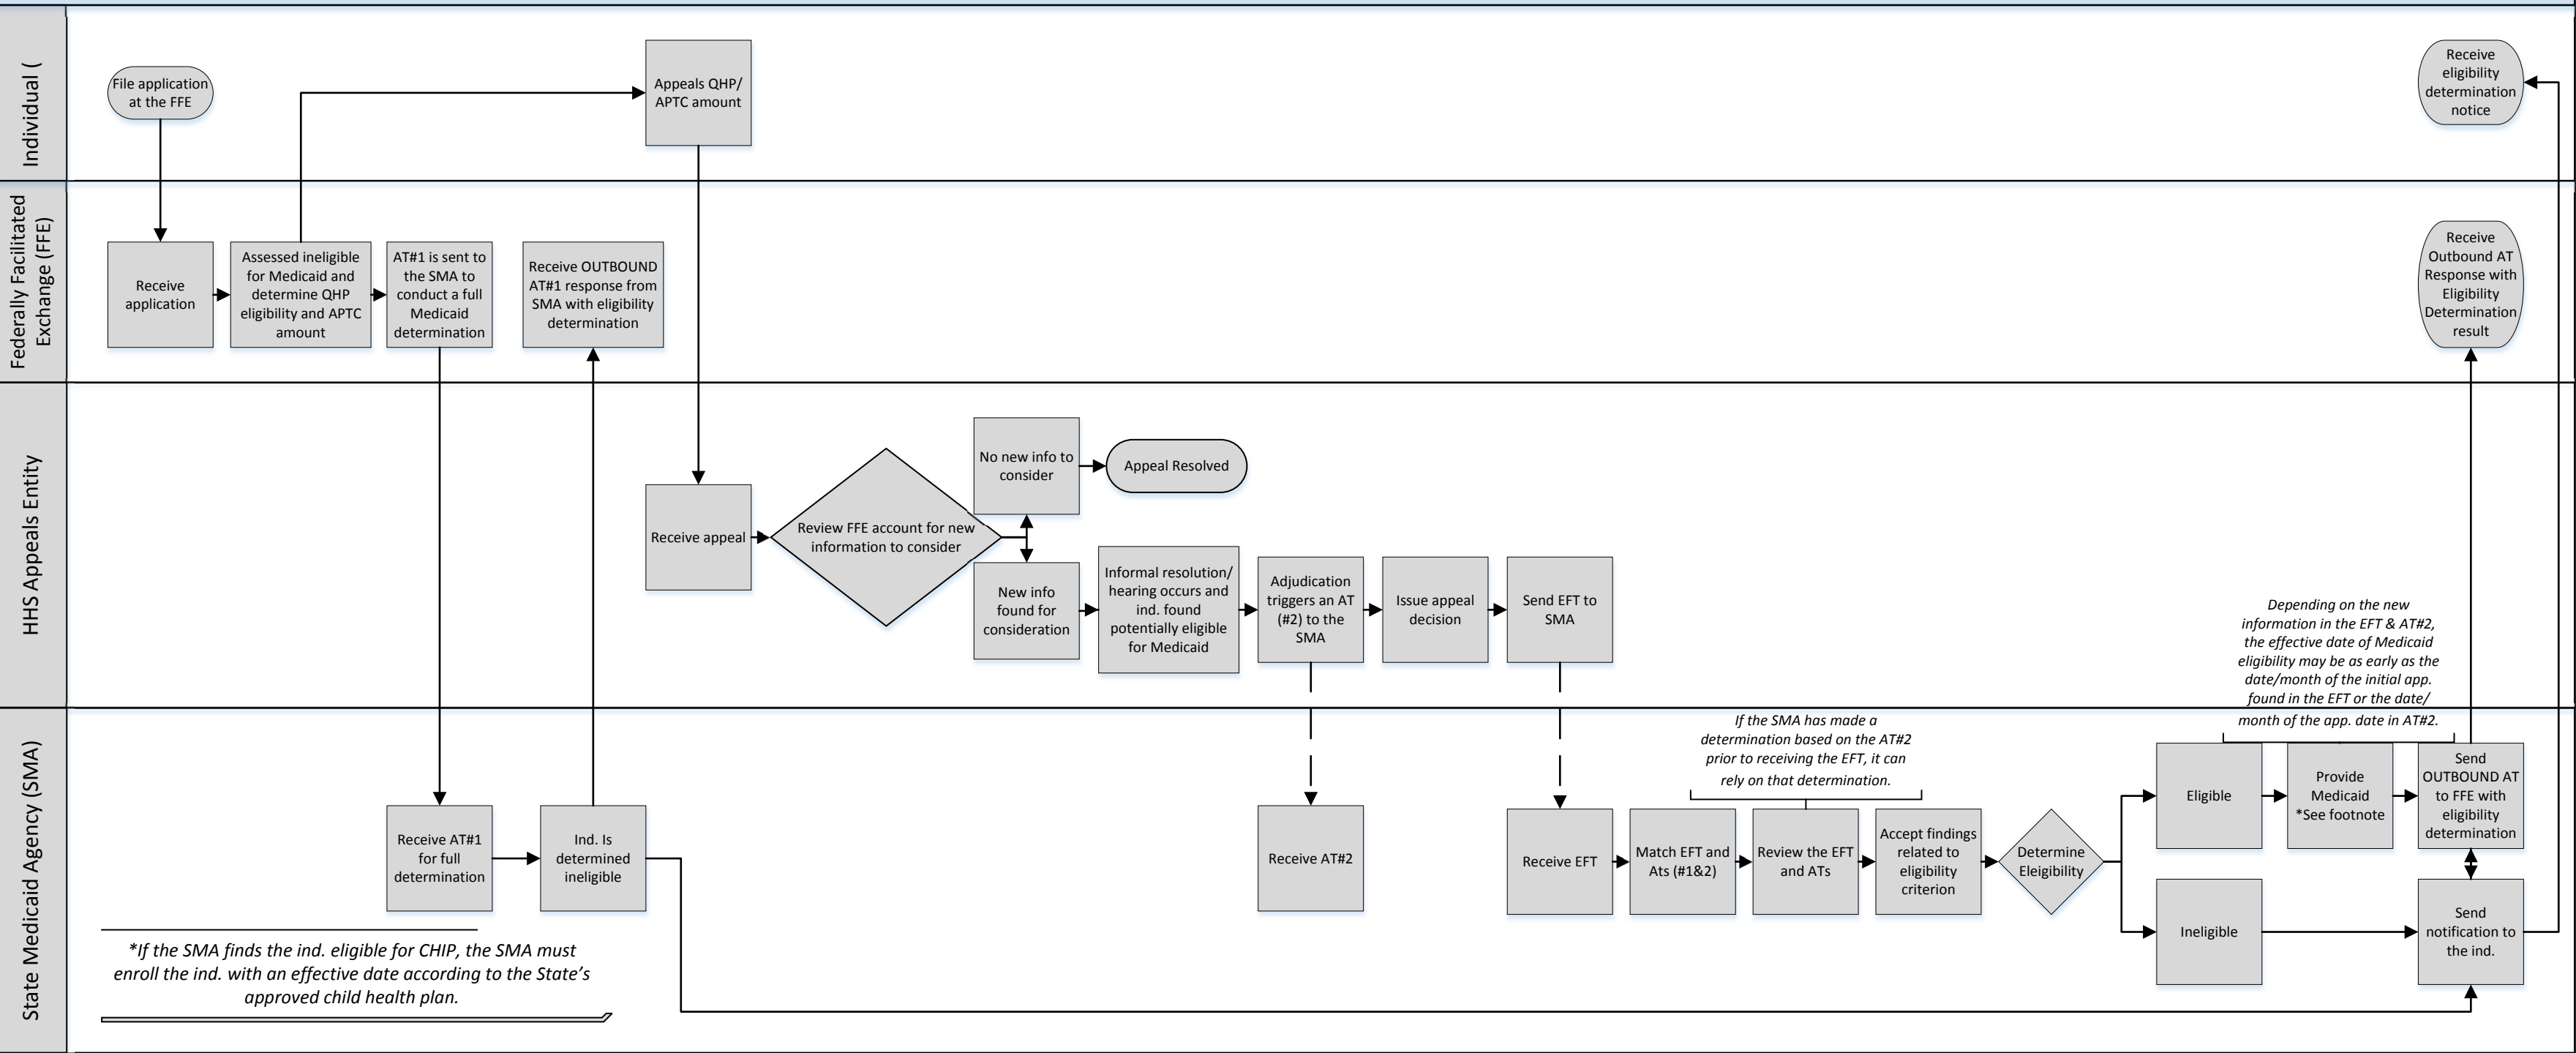 Individual (
File application
at the FFE
Appeals QHP/
APTC amount
Receive
eligibility
determination
notice
Federally Facilitated
Exchange (FFE)
Receive
application
Assessed ineligible
for Medicaid and
determine QHP
eligibility and APTC
amount
AT#1 is sent to
the SMA to
conduct a full
Medicaid
determination
Receive OUTBOUND
AT#1 response from
SMA with eligibility
determination
Receive
Outbound AT
Response with
Eligibility
Determination
result
HHS Appeals Entity
Receive appeal
Review FFE account for new
information to consider
No new info to
consider
Appeal Resolved
New info
found for
consideration
Informal resolution/
hearing occurs and
ind. found
potentially eligible
for Medicaid
Adjudication
triggers an AT
(#2) to the
SMA
Issue appeal
decision
Send EFT to
SMA
Depending on the new
information in the EFT & AT#2,
the effective date of Medicaid
eligibility may be as early as the
date/month of the initial app.
found in the EFT or the date/
month of the app. date in AT#2.
State Medicaid Agency (SMA)
Receive AT#1
for full
determination
Ind. Is
determined
ineligible
Receive AT#2
Receive EFT
Match EFT and
Ats (#1&2)
If the SMA has made a
determination based on the AT#2
prior to receiving the EFT, it can
rely on that determination.
Review the EFT
and ATs
Accept findings
related to
eligibility
criterion
Determine
Eleigibility
Eligible
Provide
Medicaid
*See footnote
Send
OUTBOUND AT
to FFE with
eligibility
determination
Ineligible
Send
notification to
the ind.
*If the SMA finds the ind. eligible for CHIP, the SMA must
enroll the ind. with an effective date according to the State's
approved child health plan.